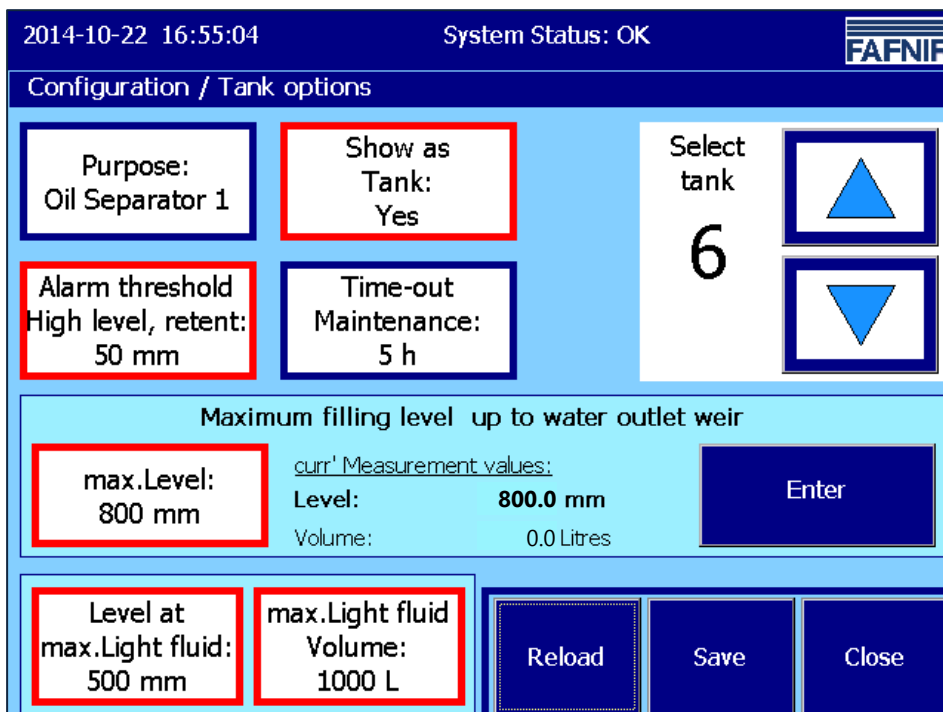 2014-10-22 16:55:04
System Status: OK
FAFNIF
Configuration / Tank options
Purpose:
Oil Separator 1
Show as
Tank:
Yes
Select
tank
6
Alarm threshold
High level, retent:
50 mm
Time-out
Maintenance:
5 h
Maximum filling level up to water outlet weir
max.Level:
800 mm
curr' Measurement values:
Level: 800.0 mm
Volume: 0.0 Litres
Enter
Level at
max.Light fluid:
500 mm
max.Light fluid
Volume:
1000 L
Reload
Save
Close